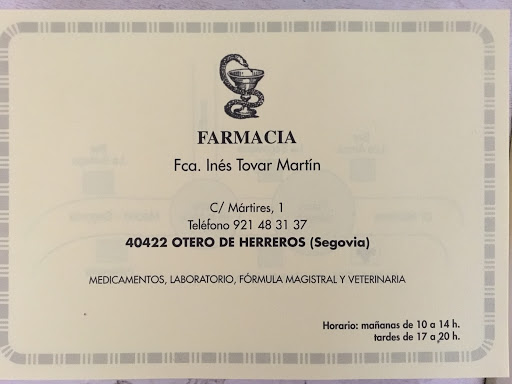 FARMACIA
Fca. Inés Tovar Martín
C/ Mártires, 1
Teléfono 921 48 31 37
40422 OTERO DE HERREROS (Segovia)
MEDICAMENTOS, LABORATORIO, FÓRMULA MAGISTRAL Y VETERINARIA
Horario: mañanas de 10 a 14 h.
tardes de 17 a 20 h.